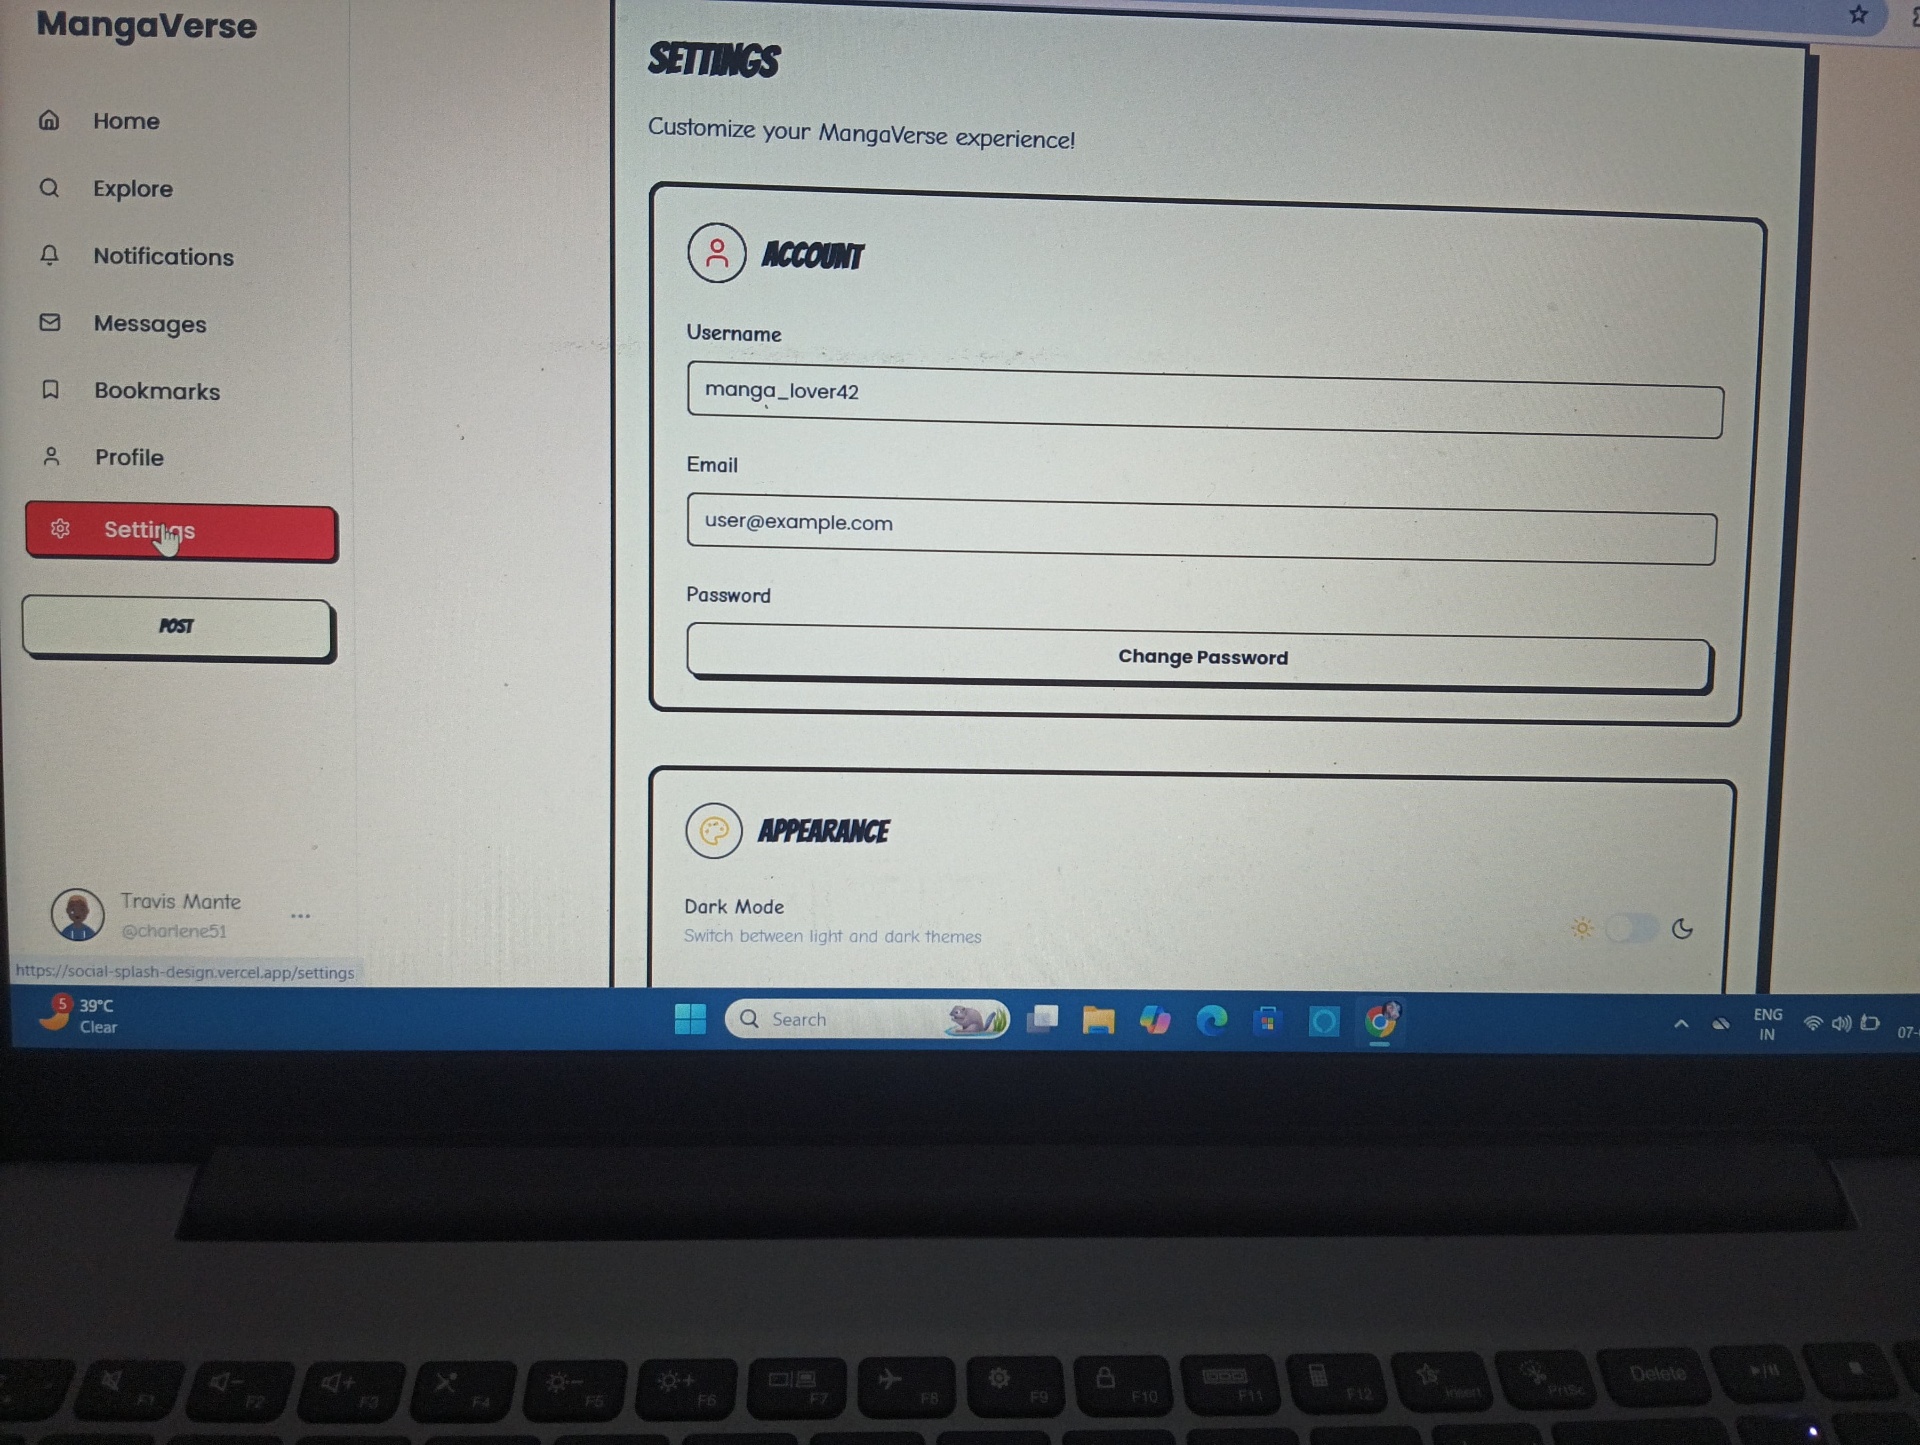 MangaVerse
Home
Explore
Notifications
Messages
Bookmarks
Profile
Settings
POST
Travis Mante
@charlene51
https://social-splash-design.vercel.app/settings
SETTINGS
Customize your MangaVerse experience!
ACCOUNT
Username
manga_lover42
Email
user@example.com
Password
Change Password
APPEARANCE
Dark Mode
Switch between light and dark themes
5
39°C
Clear
Search
ENG
IN
07-
F1
F2
F3
F4
F5
F6
F7
F8
F9
F10
F11
F12
Insert
PrtSc
Delete